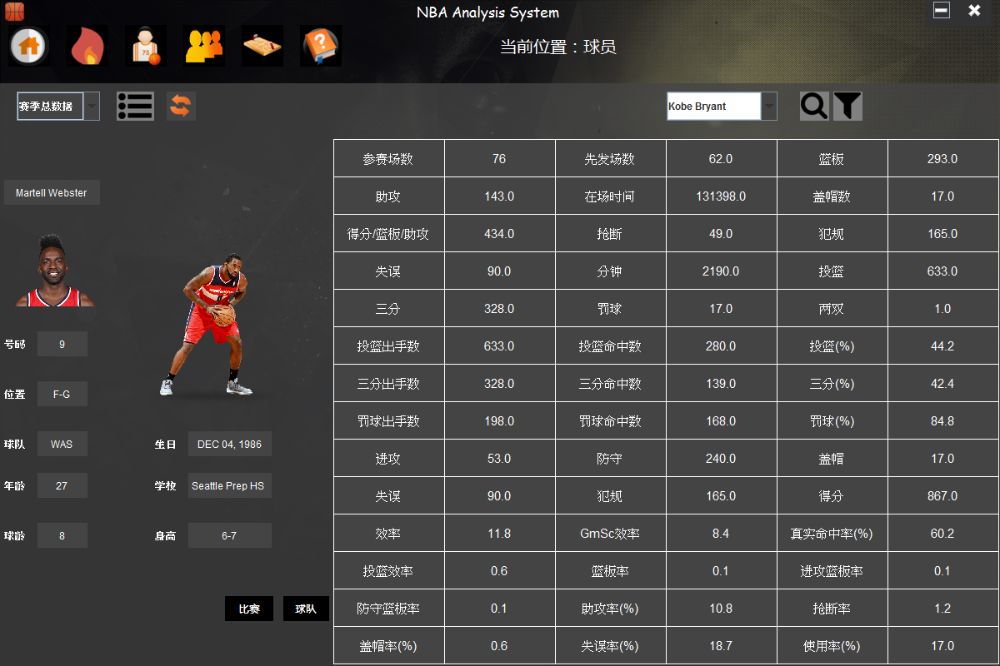 NBA Analysis System
当前位置：球员
赛季总数据
Kobe Bryant
Martell Webster
号码 9
位置 F-G
球队 WAS 生日 DEC 04, 1986
年龄 27 学校 Seattle Prep HS
球龄 8 身高 6-7
比赛 球队
参赛场数 76 先发场数 62.0 篮板 293.0
助攻 143.0 在场时间 131398.0 盖帽数 17.0
得分/篮板/助攻 434.0 抢断 49.0 犯规 165.0
失误 90.0 分钟 2190.0 投篮 633.0
三分 328.0 罚球 17.0 两双 1.0
投篮出手数 633.0 投篮命中数 280.0 投篮(%) 44.2
三分出手数 328.0 三分命中数 139.0 三分(%) 42.4
罚球出手数 198.0 罚球命中数 168.0 罚球(%) 84.8
进攻 53.0 防守 240.0 盖帽 17.0
失误 90.0 犯规 165.0 得分 867.0
效率 11.8 GmSc效率 8.4 真实命中率(%) 60.2
投篮效率 0.6 篮板率 0.1 进攻篮板率 0.1
防守篮板率 0.1 助攻率(%) 10.8 抢断率 1.2
盖帽率(%) 0.6 失误率(%) 18.7 使用率(%) 17.0